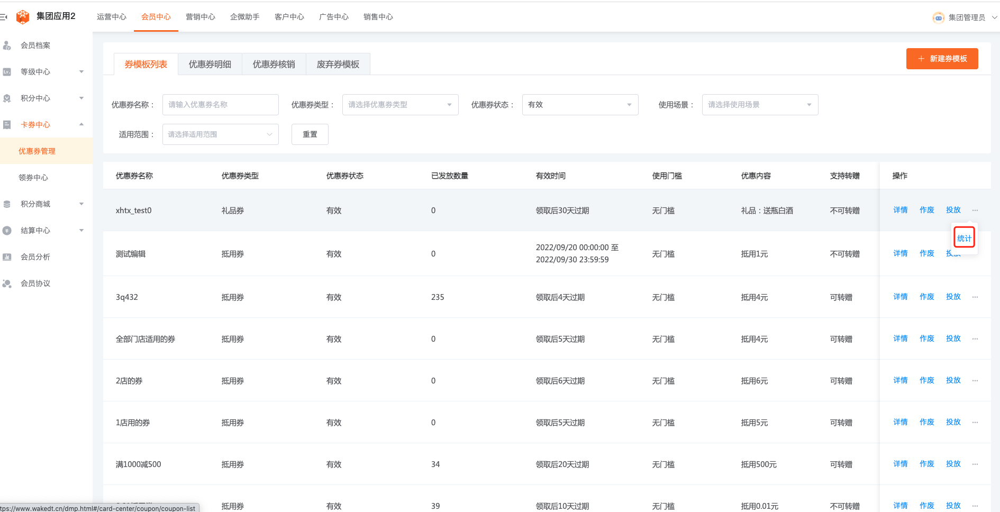 集团应用2
运营中心
会员中心
营销中心
企微助手
客户中心
广告中心
销售中心
集团管理员
会员档案
等级中心
积分中心
卡券中心
优惠券管理
领券中心
积分商城
结算中心
会员分析
会员协议
券模板列表
优惠券明细
优惠券核销
废弃券模板
＋ 新建券模板
优惠券名称： 请输入优惠券名称
优惠券类型： 请选择优惠券类型
优惠券状态： 有效
使用场景： 请选择使用场景
适用范围： 请选择适用范围
重置
优惠券名称 优惠券类型 优惠券状态 已发放数量 有效时间 使用门槛 优惠内容 支持转赠 操作
xhtx_test0 礼品券 有效 0 领取后30天过期 无门槛 礼品：送瓶白酒 不可转赠 详情 作废 投放 ···
统计
测试编辑 抵用券 有效 0 2022/09/20 00:00:00 至 无门槛 抵用1元 不可转赠 详情 作废 投放
2022/09/30 23:59:59
3q432 抵用券 有效 235 领取后4天过期 无门槛 抵用4元 可转赠 详情 作废 投放 ···
全部门店适用的券 抵用券 有效 0 领取后5天过期 无门槛 抵用4元 可转赠 详情 作废 投放 ···
2店的券 抵用券 有效 0 领取后6天过期 无门槛 抵用6元 可转赠 详情 作废 投放 ···
1店用的券 抵用券 有效 0 领取后5天过期 无门槛 抵用5元 可转赠 详情 作废 投放 ···
满1000减500 抵用券 有效 34 领取后20天过期 无门槛 抵用500元 可转赠 详情 作废 投放 ···
抵用券 有效 39 领取后10天过期 无门槛 抵用0.01元 不可转赠 详情 作废 投放 ···
tps://www.wakedt.cn/dmp.html#/card-center/coupon/coupon-list